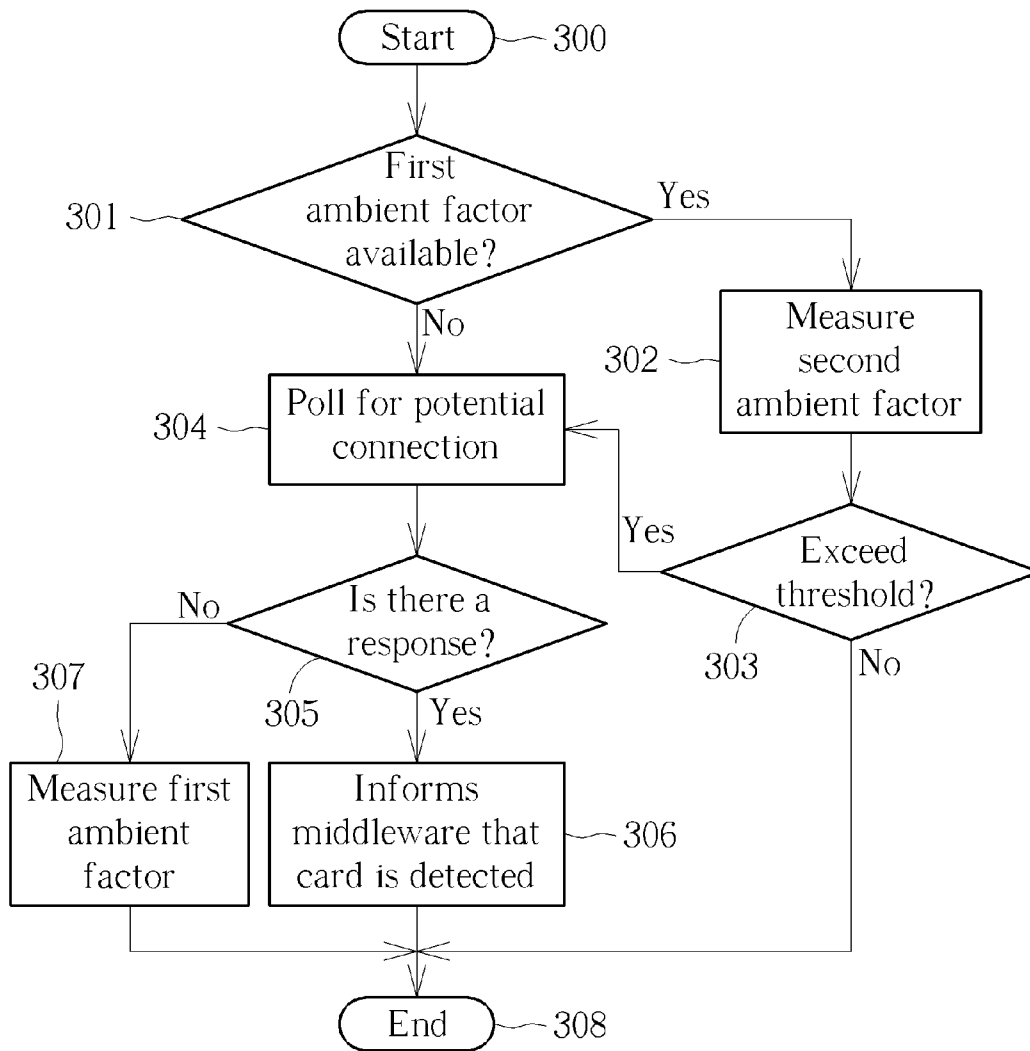 Start
300
First
ambient factor
available?
301
Yes
No
Measure
second
ambient factor
302
Poll for potential
connection
304
Yes
Exceed
threshold?
303
No
No
Is there a
response?
305
Yes
307
Measure first
ambient
factor
Informs
middleware that
card is detected
306
End
308